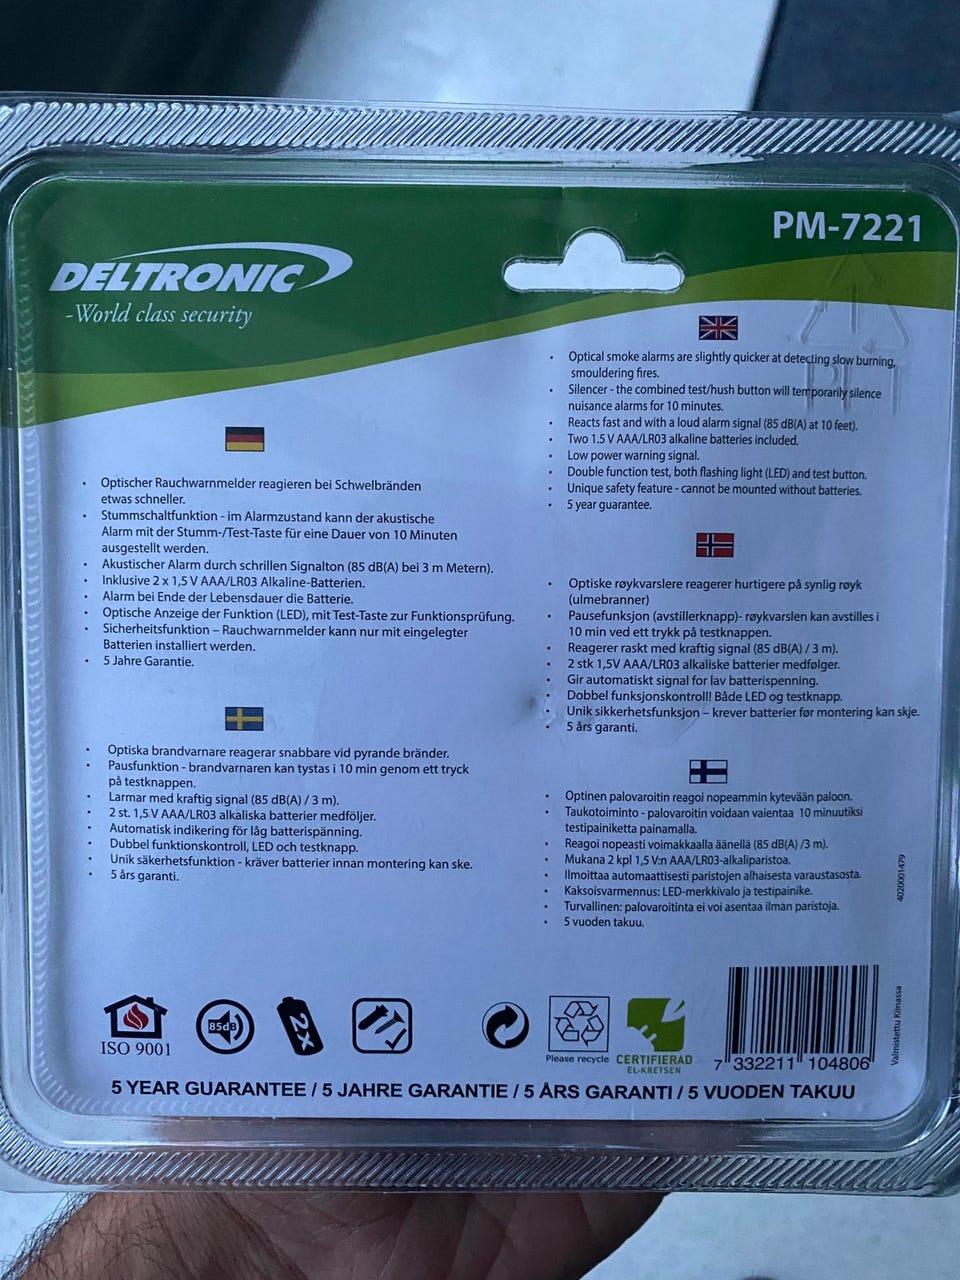 PM-7221
DELTRONIC
-World class security
• Optical smoke alarms are slightly quicker at detecting slow burning,
smouldering fires.
• Silencer - the combined test/hush button will temporarily silence
nuisance alarms for 10 minutes.
• Reacts fast and with a loud alarm signal (85 dB(A) at 10 feet).
• Two 1.5 V AAA/LR03 alkaline batteries included.
• Low power warning signal.
• Double function test, both flashing light (LED) and test button.
• Unique safety feature - cannot be mounted without batteries.
• 5 year guarantee.
• Optischer Rauchwarnmelder reagieren bei Schwelbränden
etwas schneller.
• Stummschaltfunktion - im Alarmzustand kann der akustische
Alarm mit der Stumm-/Test-Taste für eine Dauer von 10 Minuten
ausgestellt werden.
• Akustischer Alarm durch schrillen Signalton (85 dB(A) bei 3 m Metern).
• Inklusive 2 x 1,5 V AAA/LR03 Alkaline-Batterien.
• Alarm bei Ende der Lebensdauer die Batterie.
• Optische Anzeige der Funktion (LED), mit Test-Taste zur Funktionsprüfung.
• Sicherheitsfunktion – Rauchwarnmelder kann nur mit eingelegter
Batterien installiert werden.
• 5 Jahre Garantie.
• Optiske røykvarslere reagerer hurtigere på synlig røyk
(ulmebranner)
• Pausefunksjon (avstillerknapp)- røykvarslen kan avstilles i
10 min ved ett trykk på testknappen.
• Reagerer raskt med kraftig signal (85 dB(A) / 3 m).
• 2 stk 1,5V AAA/LR03 alkaliske batterier medfølger.
• Gir automatiskt signal for lav batterispenning.
• Dobbel funksjonskontroll! Både LED og testknapp.
• Unik sikkerhetsfunksjon – krever batterier før montering kan skje.
• 5 års garanti.
• Optiska brandvarnare reagerar snabbare vid pyrande bränder.
• Pausfunktion - brandvarnaren kan tystas i 10 min genom ett tryck
på testknappen.
• Larmar med kraftig signal (85 dB(A) / 3 m).
• 2 st. 1,5.V AAA/LR03 alkaliska batterier medföljer.
• Automatisk indikering för låg batterispänning.
• Dubbel funktionskontroll, LED och testknapp.
• Unik säkerhetsfunktion - kräver batterier innan montering kan ske.
• 5 års garanti.
• Optinen palovaroitin reagoi nopeammin kytevään paloon.
• Taukotoiminto - palovaroitin voidaan vaientaa 10 minuutiksi
testipainiketta painamalla.
• Reagoi nopeasti voimakkaalla äänellä (85 dB(A) /3 m).
• Mukana 2 kpl 1,5 V:n AAA/LR03-alkaliparistoa.
• Ilmoittaa automaattisesti paristojen alhaisesta varaustasosta.
• Kaksoisvarmennus: LED-merkkivalo ja testipainike.
• Turvallinen: palovaroitinta ei voi asentaa ilman paristoja.
• 5 vuoden takuu.
4020001479
Valmistettu Kiinassa
ISO 9001
85dB
2X
Please recycle
CERTIFIERAD
EL-KRETSEN
7 332211 104806
5 YEAR GUARANTEE / 5 JAHRE GARANTIE / 5 ÅRS GARANTI / 5 VUODEN TAKUU